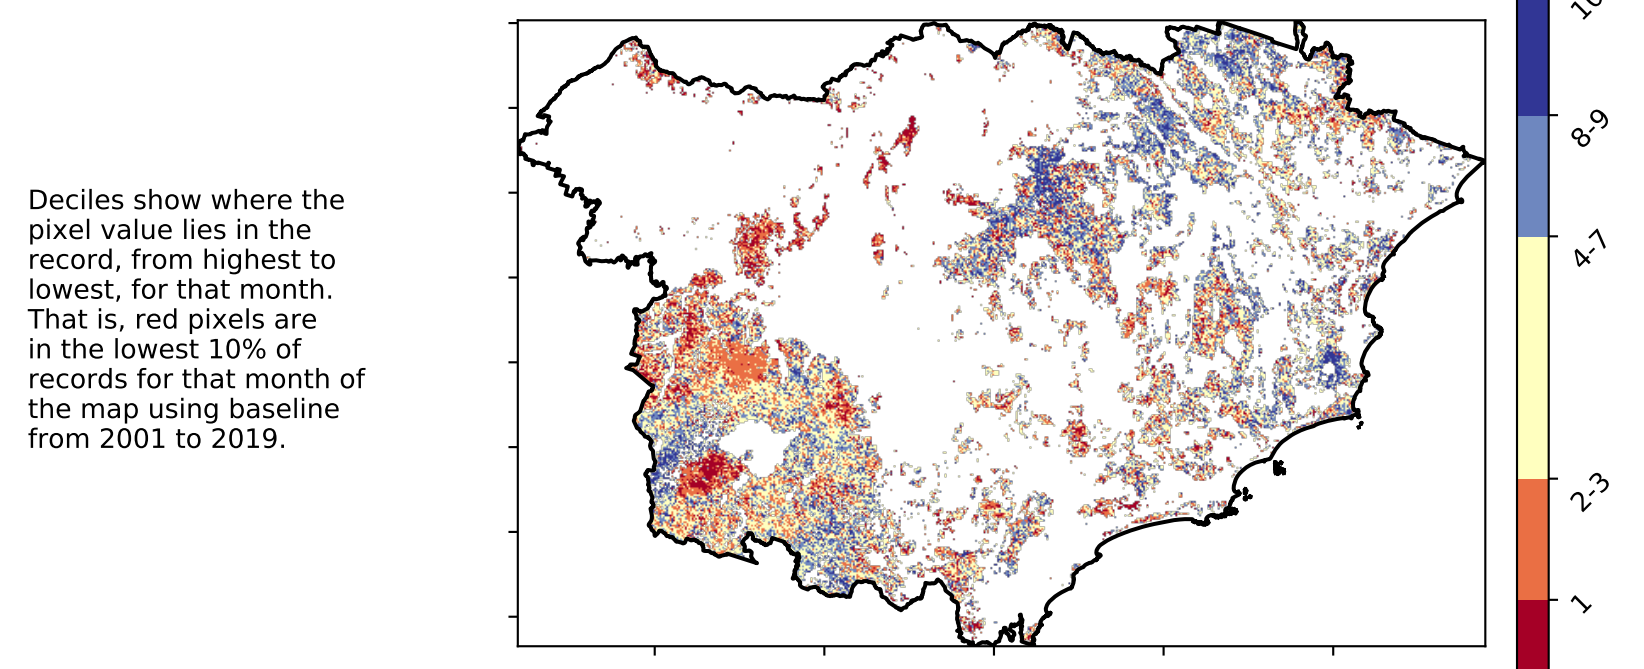 Deciles show where the
pixel value lies in the
record, from highest to
lowest, for that month.
That is, red pixels are
in the lowest 10% of
records for that month of
the map using baseline
from 2001 to 2019.
10
8-9
4-7
2-3
1